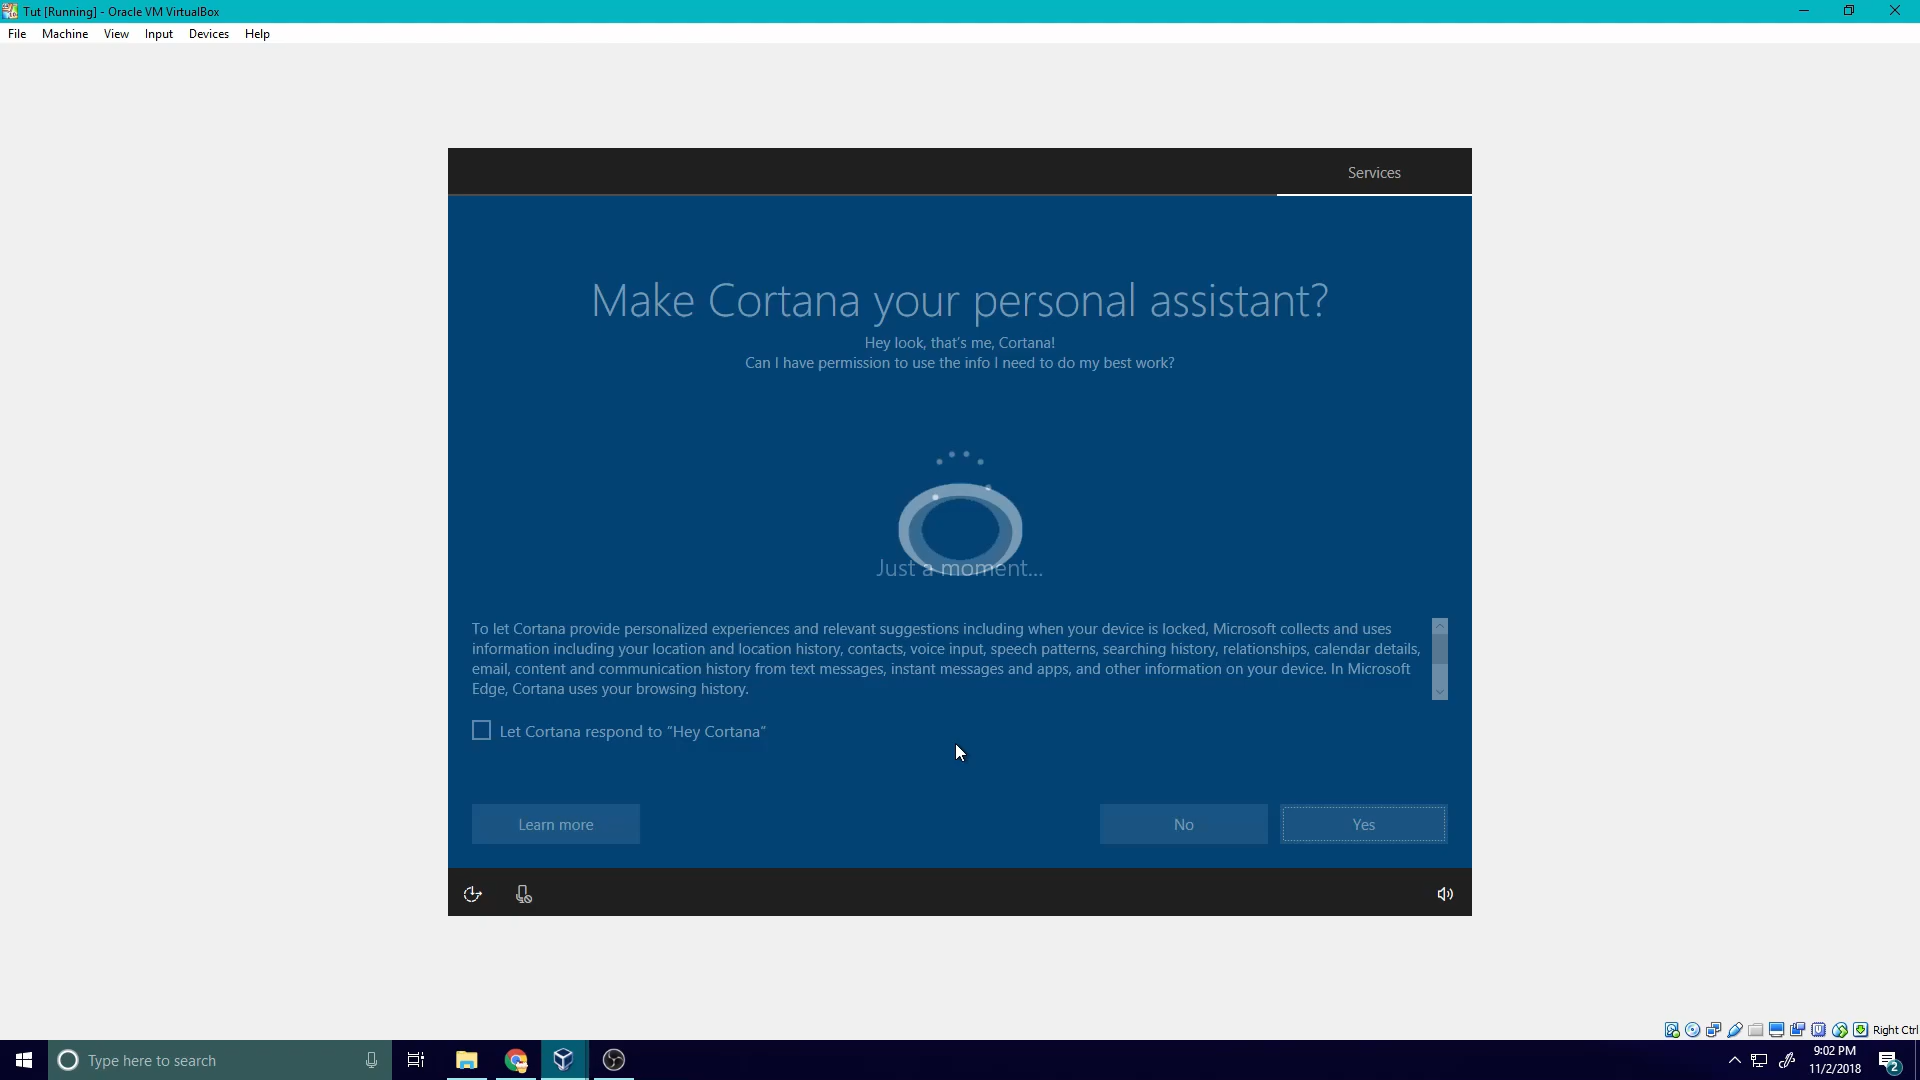 Tut [Running] - Oracle VM VirtualBox
File Machine View Input Devices Help
Services
Make Cortana your personal assistant?
Hey look, that's me, Cortana!
Can I have permission to use the info I need to do my best work?
Just a moment...
To let Cortana provide personalized experiences and relevant suggestions including when your device is locked, Microsoft collects and uses
information including your location and location history, contacts, voice input, speech patterns, searching history, relationships, calendar details,
email, content and communication history from text messages, instant messages and apps, and other information on your device. In Microsoft
Edge, Cortana uses your browsing history.
Let Cortana respond to "Hey Cortana"
Learn more
No
Yes
Right Ctrl
Type here to search
9:02 PM
11/2/2018
2